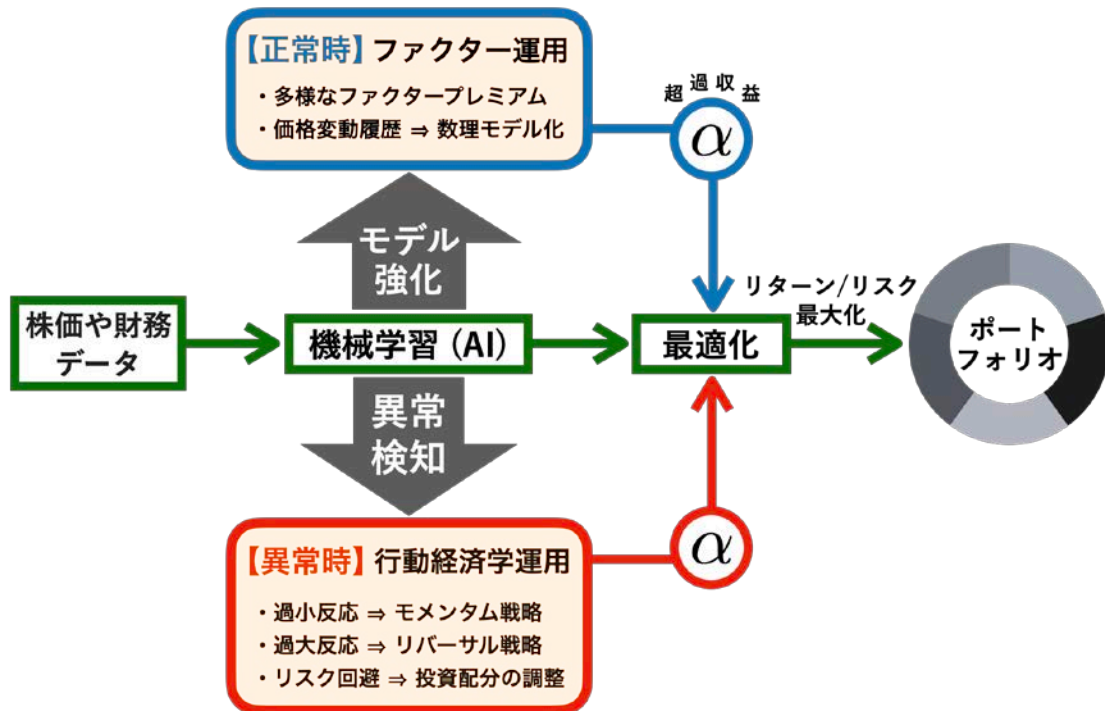 【正常時】ファクター運用
・多様なファクタープレミアム
・価格変動履歴 ⇒ 数理モデル化
超過収益
α
モデル
強化
株価や財務
データ
機械学習 (AI)
最適化
リターン/リスク
最大化
ポート
フォリオ
異常
検知
【異常時】行動経済学運用
・過小反応 ⇒ モメンタム戦略
・過大反応 ⇒ リバーサル戦略
・リスク回避 ⇒ 投資配分の調整
α